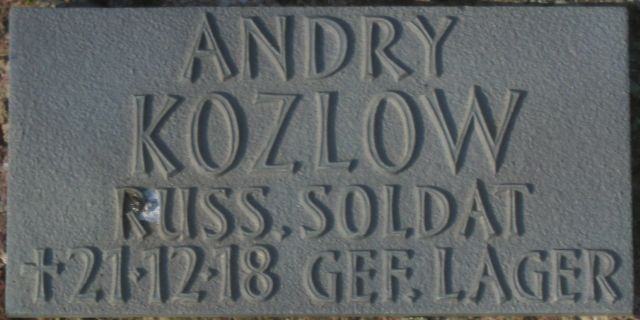 ANDRY
KOZLOW
RUSS. SOLDAT
+21·12·18 GEF. LAGER